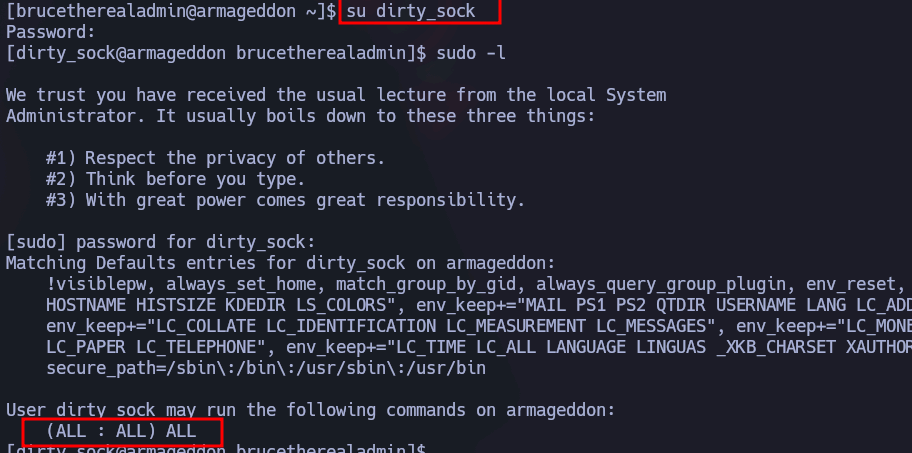 [brucetherealadmin@armageddon ~]$ su dirty_sock
Password:
[dirty_sock@armageddon brucetherealadmin]$ sudo -l
We trust you have received the usual lecture from the local System
Administrator. It usually boils down to these three things:
#1) Respect the privacy of others.
#2) Think before you type.
#3) With great power comes great responsibility.
[sudo] password for dirty_sock:
Matching Defaults entries for dirty_sock on armageddon:
!visiblepw, always_set_home, match_group_by_gid, always_query_group_plugin, env_reset,
HOSTNAME HISTSIZE KDEDIR LS_COLORS", env_keep+="MAIL PS1 PS2 QTDIR USERNAME LANG LC_ADD
env_keep+="LC_COLLATE LC_IDENTIFICATION LC_MEASUREMENT LC_MESSAGES", env_keep+="LC_MONE
LC_PAPER LC_TELEPHONE", env_keep+="LC_TIME LC_ALL LANGUAGE LINGUAS _XKB_CHARSET XAUTHOR
secure_path=/sbin\:/bin\:/usr/sbin\:/usr/bin
User dirty_sock may run the following commands on armageddon:
(ALL : ALL) ALL
[dirty_sock@armageddon brucetherealadmin]$